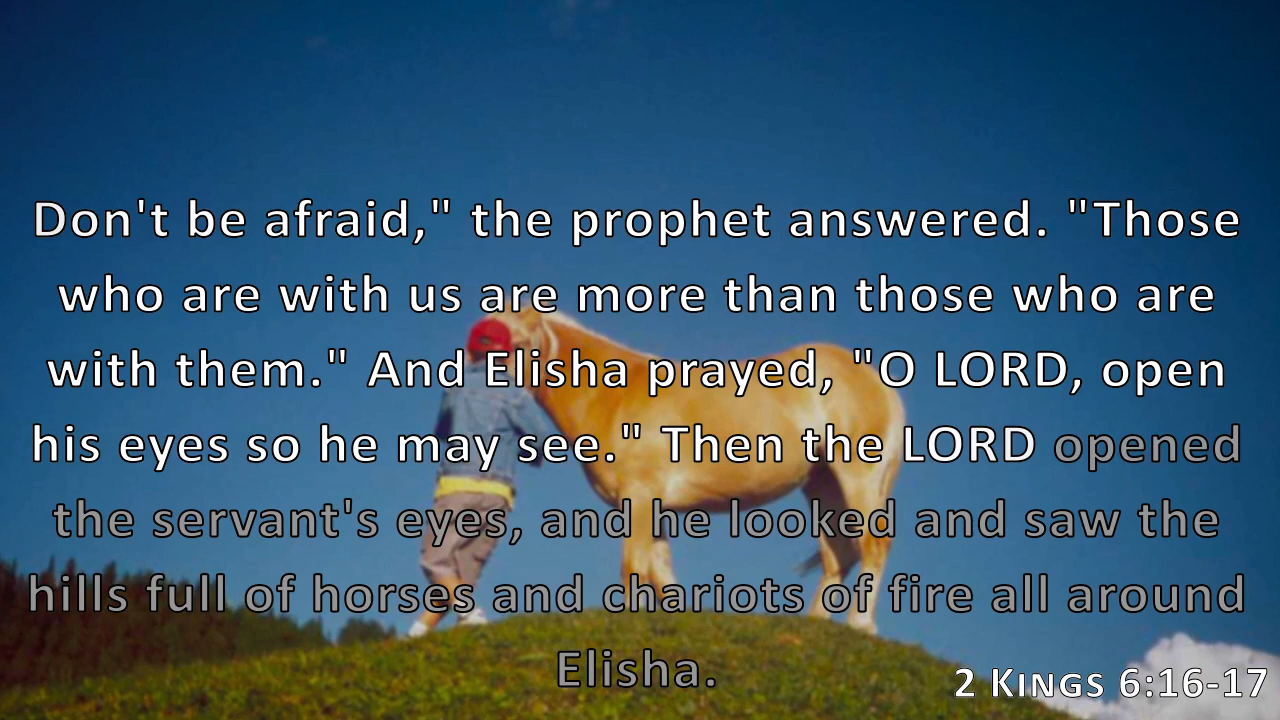 Don't be afraid," the prophet answered. "Those
who are with us are more than those who are
with them." And Elisha prayed, "O LORD, open
his eyes so he may see." Then the LORD opened
the servant's eyes, and he looked and saw the
hills full of horses and chariots of fire all around
Elisha.
2 Kings 6:16-17